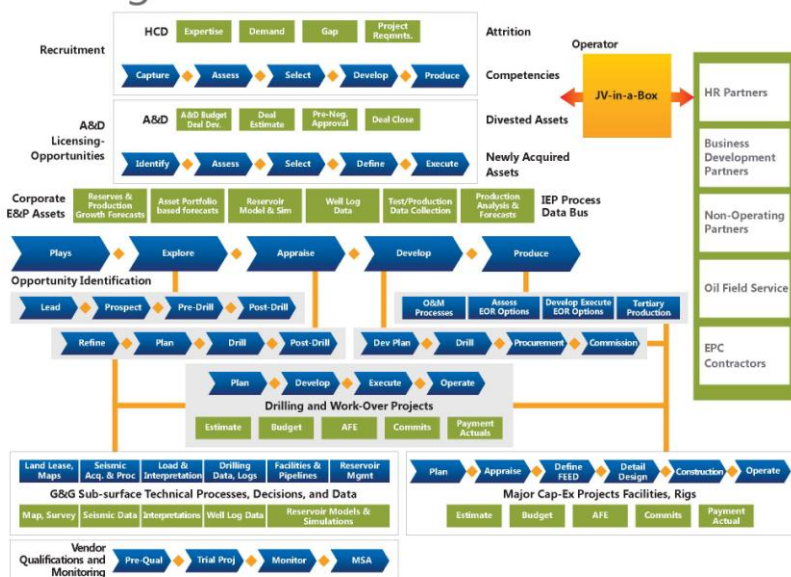 HCD
Expertise
Demand
Gap
Project
Reqmnts.
Recruitment
Attrition
Capture
Assess
Select
Develop
Produce
Competencies
Operator
JV-in-a-Box
A&D
Licensing-
Opportunities
A&D
A&D Budget
Deal Dev.
Deal
Estimate
Pre-Neg.
Approval
Deal Close
Divested Assets
Identify
Assess
Select
Define
Execute
Newly Acquired
Assets
Corporate
E&P Assets
Reserves &
Production
Growth Forecasts
Asset Portfolio
based forecasts
Reservoir
Model & Sim
Well Log
Data
Test/Production
Data Collection
Production
Analysis &
Forecasts
IEP Process
Data Bus
Plays
Explore
Appraise
Develop
Produce
Opportunity Identification
Lead
Prospect
Pre-Drill
Post-Drill
O&M
Processes
Assess
EOR Options
Develop Execute
EOR Options
Tertiary
Production
Refine
Plan
Drill
Post-Drill
Dev Plan
Drill
Procurement
Commission
Plan
Develop
Execute
Operate
Drilling and Work-Over Projects
Estimate
Budget
AFE
Commits
Payment
Actuals
Land Lease,
Maps
Seismic
Acq. & Proc
Load &
Interpretation
Drilling
Data, Logs
Facilities &
Pipelines
Reservoir
Mgmt
G&G Sub-surface Technical Processes, Decisions, and Data
Map, Survey
Seismic Data
Interpretations
Well Log Data
Reservoir Models &
Simulations
Plan
Appraise
Define
FEED
Detail
Design
Construction
Operate
Major Cap-Ex Projects Facilities, Rigs
Estimate
Budget
AFE
Commits
Payment
Actual
Vendor
Qualifications and
Monitoring
Pre-Qual
Trial Proj
Monitor
MSA
HR Partners
Business
Development
Partners
Non-Operating
Partners
Oil Field Service
EPC
Contractors